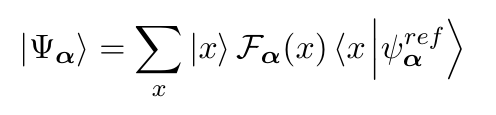 |Ψ_α⟩ = ∑_x |x⟩ ℱ_α(x) ⟨x|ψ_α^{ref}⟩